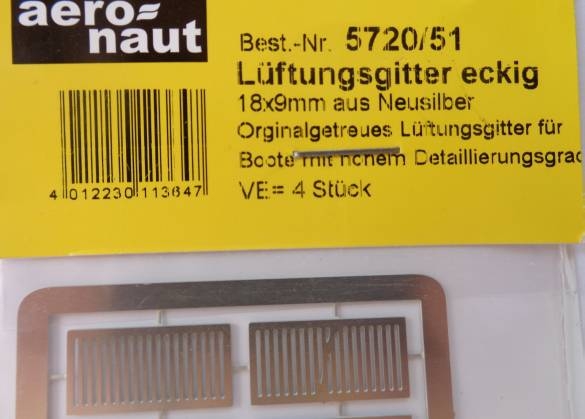 aero=
naut
Best.-Nr. 5720/51
Lüftungsgitter eckig
18x9mm aus Neusilber
Orginalgetreues Lüftungsgitter für
Boote mit hohem Detaillierungsgrad
VE= 4 Stück
4 012230 113647